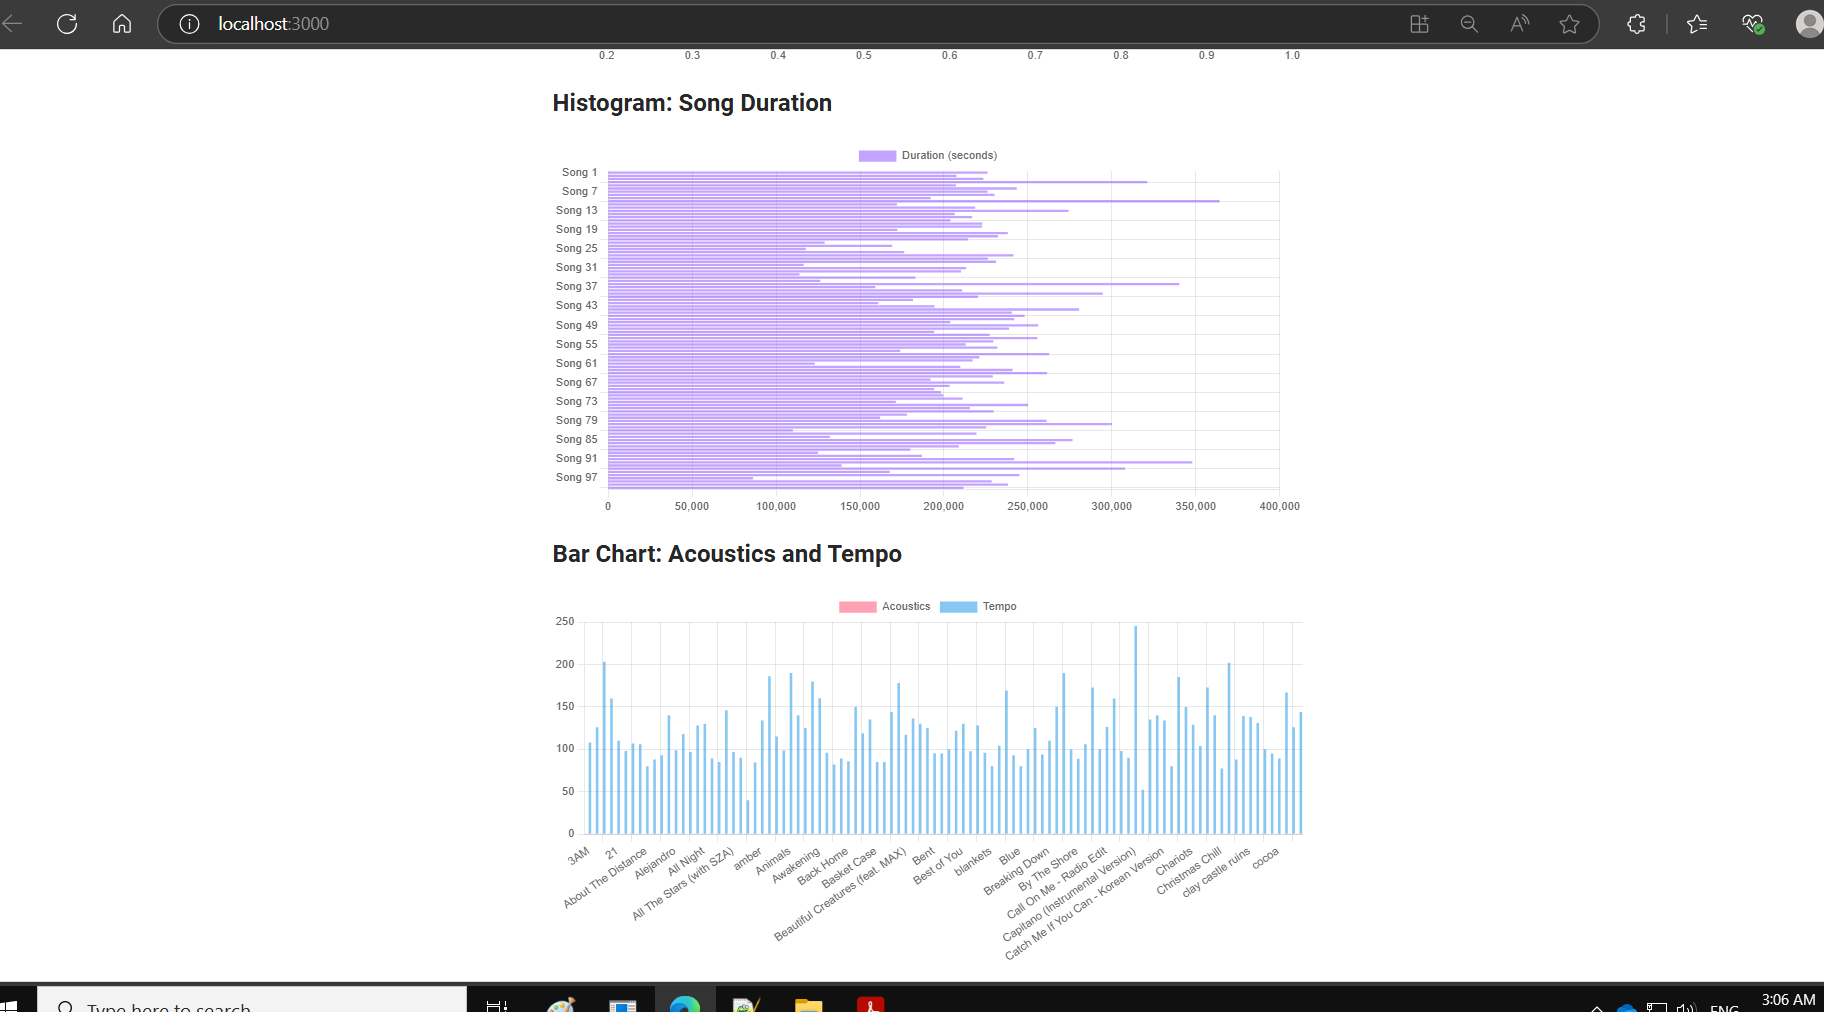 localhost:3000
0.2 0.3 0.4 0.5 0.6 0.7 0.8 0.9 1.0
Histogram: Song Duration
Duration (seconds)
Song 1
Song 7
Song 13
Song 19
Song 25
Song 31
Song 37
Song 43
Song 49
Song 55
Song 61
Song 67
Song 73
Song 79
Song 85
Song 91
Song 97
0 50,000 100,000 150,000 200,000 250,000 300,000 350,000 400,000
Bar Chart: Acoustics and Tempo
Acoustics Tempo
250
200
150
100
50
0
3AM
21
About The Distance
Alejandro
All Night
All The Stars (with SZA)
amber
Animals
Awakening
Back Home
Basket Case
Beautiful Creatures (feat. MAX)
Bent
Best of You
blankets
Blue
Breaking Down
By The Shore
Call On Me - Radio Edit
Capitano (Instrumental Version)
Catch Me If You Can - Korean Version
Chariots
Christmas Chill
clay castle ruins
cocoa
Type here to search
ENG
3:06 AM